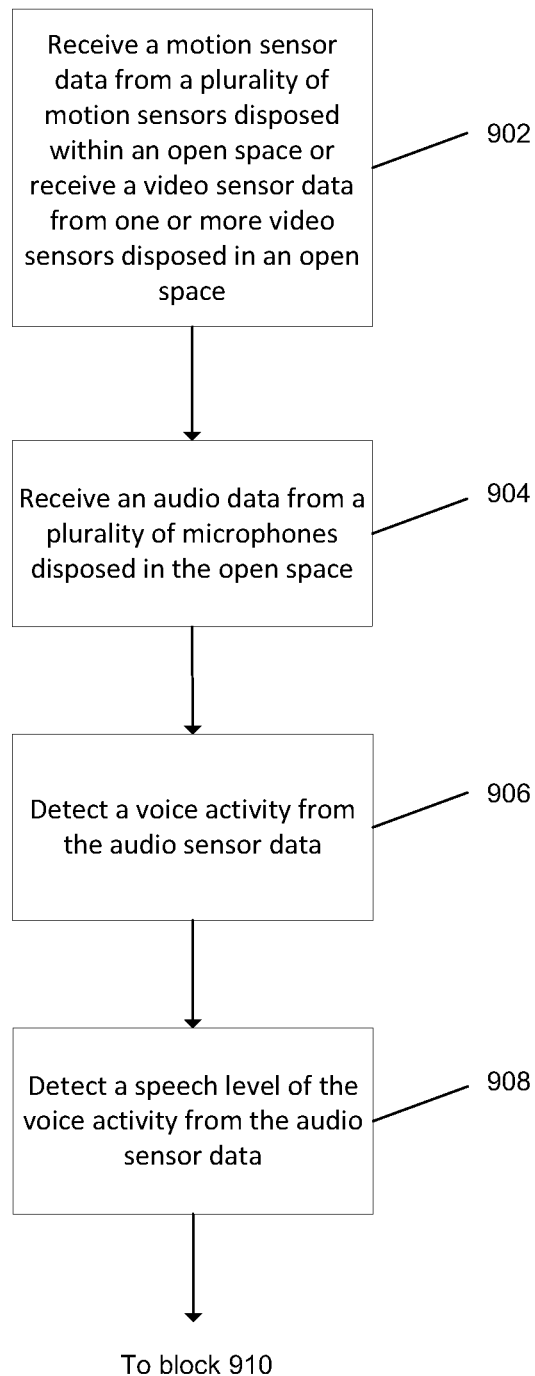 Receive a motion sensor
data from a plurality of
motion sensors disposed
within an open space or
receive a video sensor data
from one or more video
sensors disposed in an open
space
902
Receive an audio data from a
plurality of microphones
disposed in the open space
904
Detect a voice activity from
the audio sensor data
906
Detect a speech level of the
voice activity from the audio
sensor data
908
To block 910